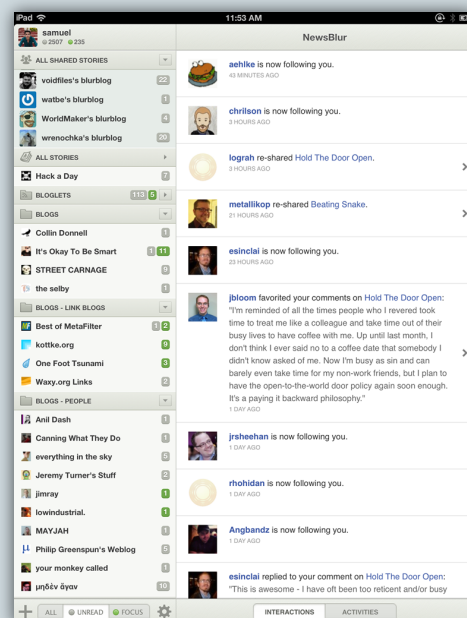 iPad
11:53 AM
samuel
2507 235
NewsBlur
ALL SHARED STORIES
voidfiles's blurblog 22
watbe's blurblog 1
WorldMaker's blurblog 4
wrenochka's blurblog 29
ALL STORIES
Hack a Day 7
BLOGLETS 113 5
BLOGS
Collin Donnell 1
It's Okay To Be Smart 1 11
STREET CARNAGE 9
the selby 1
BLOGS - LINK BLOGS
Best of MetaFilter 1 2
kottke.org 9
One Foot Tsunami 3
Waxy.org Links 2
BLOGS - PEOPLE
Anil Dash 1
Canning What They Do 1
everything in the sky 5
Jeremy Turner's Stuff 2
jimray 1
lowindustrial. 1
MAYJAH 1
Philip Greenspun's Weblog 5
your monkey called 1
μηδὲν ἄγαν 10
ALL UNREAD FOCUS
aehlke is now following you.
43 MINUTES AGO
chrilson is now following you.
3 HOURS AGO
lograh re-shared Hold The Door Open.
3 HOURS AGO
metallikop re-shared Beating Snake.
21 HOURS AGO
esinclai is now following you.
23 HOURS AGO
jbloom favorited your comments on Hold The Door Open:
"I'm reminded of all the times people who I revered took
time to treat me like a colleague and take time out of their
busy lives to have coffee with me. Up until last month, I
don't think I ever said no to a coffee date that somebody I
didn't know asked of me. Now I'm busy as sin and can
barely even take time for my non-work friends, but I plan to
have the open-to-the-world door policy again soon enough.
It's a paying it backward philosophy."
1 DAY AGO
jrsheehan is now following you.
1 DAY AGO
rhohidan is now following you.
1 DAY AGO
Angbandz is now following you.
1 DAY AGO
esinclai replied to your comment on Hold The Door Open:
"This is awesome - I have oft been too reticent and/or busy
INTERACTIONS ACTIVITIES